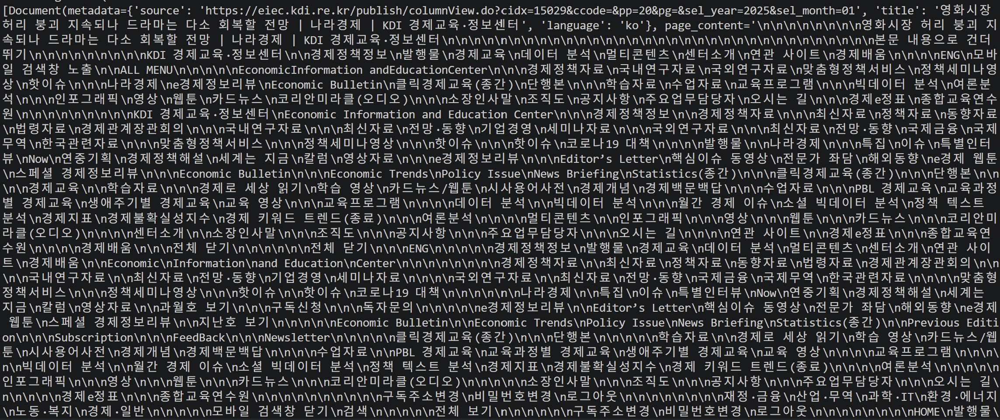 [Document(metadata={'source': 'https://eiec.kdi.re.kr/publish/columnView.do?cidx=15029&ccode=&pp=20&pg=&sel_year=2025&sel_month=01', 'title': '영화시장
허리 붕괴 지속되나 드라마는 다소 회복할 전망 | 나라경제 | KDI 경제교육·정보센터', 'language': 'ko'}, page_content='\n\n\n\n\n\n\n\n영화시장 허리 붕괴 지
속되나 드라마는 다소 회복할 전망 | 나라경제 | KDI 경제교육·정보센터\n\n\n\n\n\n\n\n\n\n\n\n\n\n\n\n\n\n\n\n\n\n\n\n\n\n\n\n\n\n\n\n\n\n본문 내용으로 건더
뛰기\n\n\n\n\n\n\n\n\nKDI 경제교육·정보센터\n\n경제정책정보\n발행물\n경제교육\n데이터 분석\n멀티콘텐츠\n센터소개\n연관 사이트\n경제배움\n\n\n\n\nENG\n모바
일 검색창 노출\n\nALL MENU\n\n\n\n\n\nEconomicInformation andEducationCenter\n\n\n\n경제정책자료\n국내연구자료\n국외연구자료\n맞춤형정책서비스\n정책세미나영
상\n핫이슈\n\n\n\n나라경제\ne경제정보리뷰\nEconomic Bulletin\n클릭경제교육(종간)\n단행본\n\n\n\n학습자료\n수업자료\n교육프로그램\n\n\n\n빅데이터 분석\n여론분
석\n\n\n\n인포그래픽\n영상\n웹툰\n카드뉴스\n코리안미라클(오디오)\n\n\n\n소장인사말\n조직도\n공지사항\n주요업무담당자\n오시는 길\n\n\n\n경제e정표\n종합교육연수
원\n\n\n\n\n\n\n\n\n\nKDI 경제교육·정보센터\nEconomic Information and Education Center\n\n\n\n경제정책정보\n\n경제정책자료\n\n\n\n최신자료\n정책자료\n동향자료
\n법령자료\n경제관계장관회의\n\n\n\n국내연구자료\n\n\n\n최신자료\n전망·동향\n기업경영\n세미나자료\n\n\n\n국외연구자료\n\n\n\n최신자료\n전망·동향\n국제금융\n국제
무역\n한국관련자료\n\n\n\n맞춤형정책서비스\n\n\n\n정책세미나영상\n\n\n\n핫이슈\n\n\n\n핫이슈\n코로나19 대책\n\n\n\n\n발행물\n\n나라경제\n\n\n\n특집\n이슈\n특별인터
뷰\nNow\n연중기획\n경제정책해설\n세계는 지금\n칼럼\n영상자료\n\n\n\ne경제정보리뷰\n\n\n\nEditor’s Letter\n핵심이슈 동영상\n전문가 좌담\n해외동향\ne경제 웹툰
\n스페셜 경제정보리뷰\n\n\n\nEconomic Bulletin\n\n\n\nEconomic Trends\nPolicy Issue\nNews Briefing\nStatistics(종간)\n\n\n\n클릭경제교육(종간)\n\n\n\n단행본\n\n\
n\n\n경제교육\n\n학습자료\n\n\n\n경제로 세상 읽기\n학습 영상\n카드뉴스/웹툰\n시사용어사전\n경제개념\n경제백문백답\n\n\n\n수업자료\n\n\n\nPBL 경제교육\n교육과정
별 경제교육\n생애주기별 경제교육\n교육 영상\n\n\n\n교육프로그램\n\n\n\n\n데이터 분석\n\n빅데이터 분석\n\n\n\n월간 경제 이슈\n소셜 빅데이터 분석\n정책 텍스트
분석\n경제지표\n경제불확실성지수\n경제 키워드 트렌드(종료)\n\n\n\n여론분석\n\n\n\n\n멀티콘텐츠\n\n인포그래픽\n\n\n\n영상\n\n\n\n웹툰\n\n\n\n카드뉴스\n\n\n\n코리안미
라클(오디오)\n\n\n\n\n센터소개\n\n소장인사말\n\n\n\n조직도\n\n\n\n공지사항\n\n\n\n주요업무담당자\n\n\n\n오시는 길\n\n\n\n\n연관 사이트\n\n경제e정표\n\n\n\n종합교육연
수원\n\n\n\n\n경제배움\n\n\n\n전체 닫기\n\n\n\n\n\n\n전체 닫기\n\n\n\nENG\n\n\n\n\n\n\n경제정책정보\n발행물\n경제교육\n데이터 분석\n멀티콘텐츠\n센터소개\n연관 사이
트\n경제배움\n\nEconomic\nInformation\nand Education\nCenter\n\n\n\n\n\n\n\n\n경제정책자료\n\n최신자료\n정책자료\n동향자료\n법령자료\n경제관계장관회의\n\n\
n\n\n국내연구자료\n\n최신자료\n전망·동향\n기업경영\n세미나자료\n\n\n\n\n국외연구자료\n\n최신자료\n전망·동향\n국제금융\n국제무역\n한국관련자료\n\n\n\n\n맞춤형
정책서비스\n\n\n\n정책세미나영상\n\n\n\n핫이슈\n\n핫이슈\n코로나19 대책\n\n\n\n\n\n\n나라경제\n\n특집\n이슈\n특별인터뷰\nNow\n연중기획\n경제정책해설\n세계는
지금\n칼럼\n영상자료\n\n과월호 보기\n\n\n\n구독신청\n\n\n\n독자문의\n\n\n\n\n\ne경제정보리뷰\n\nEditor’s Letter\n핵심이슈 동영상\n전문가 좌담\n해외동향\ne경제
웹툰\n스페셜 경제정보리뷰\n\n지난호 보기\n\n\n\n\n\nEconomic Bulletin\n\nEconomic Trends\nPolicy Issue\nNews Briefing\nStatistics(종간)\n\nPrevious Editi
on\n\n\n\nSubscription\n\n\n\nFeedBack\n\n\n\nNewsletter\n\n\n\n\n\n클릭경제교육(종간)\n\n\n\n단행본\n\n\n\n\n\n학습자료\n\n경제로 세상 읽기\n학습 영상\n카드뉴스/웹
툰\n시사용어사전\n경제개념\n경제백문백답\n\n\n\n\n수업자료\n\nPBL 경제교육\n교육과정별 경제교육\n생애주기별 경제교육\n교육 영상\n\n\n\n\n교육프로그램\n\n\n\n\
n\n빅데이터 분석\n\n월간 경제 이슈\n소셜 빅데이터 분석\n정책 텍스트 분석\n경제지표\n경제불확실성지수\n경제 키워드 트렌드(종료)\n\n\n\n\n여론분석\n\n\n\n\n\n
인포그래픽\n\n\n\n영상\n\n\n\n웹툰\n\n\n\n카드뉴스\n\n\n\n코리안미라클(오디오)\n\n\n\n\n\n소장인사말\n\n\n\n조직도\n\n\n\n공지사항\n\n\n\n주요업무담당자\n\n\n\n오시는 길\
n\n\n\n\n\n경제e정표\n\n\n\n종합교육연수원\n\n\n\n\n\n\n\n\n\n\n구독주소변경\n비밀번호변경\n로그아웃\n\n\n\n\n\n\n\n\n재정·금융\n산업·무역\n과학·IT\n환경·에너지
\n노동·복지\n경제·일반\n\n\n\n\n\n모바일 검색창 닫기\n검색\n\n\n\n\n\n전체 보기\n\n\n\n\n\n\n구독주소변경\n비밀번호변경\n로그아웃\n\n\n\n\n\n\n\n\nHOME\n발행물\